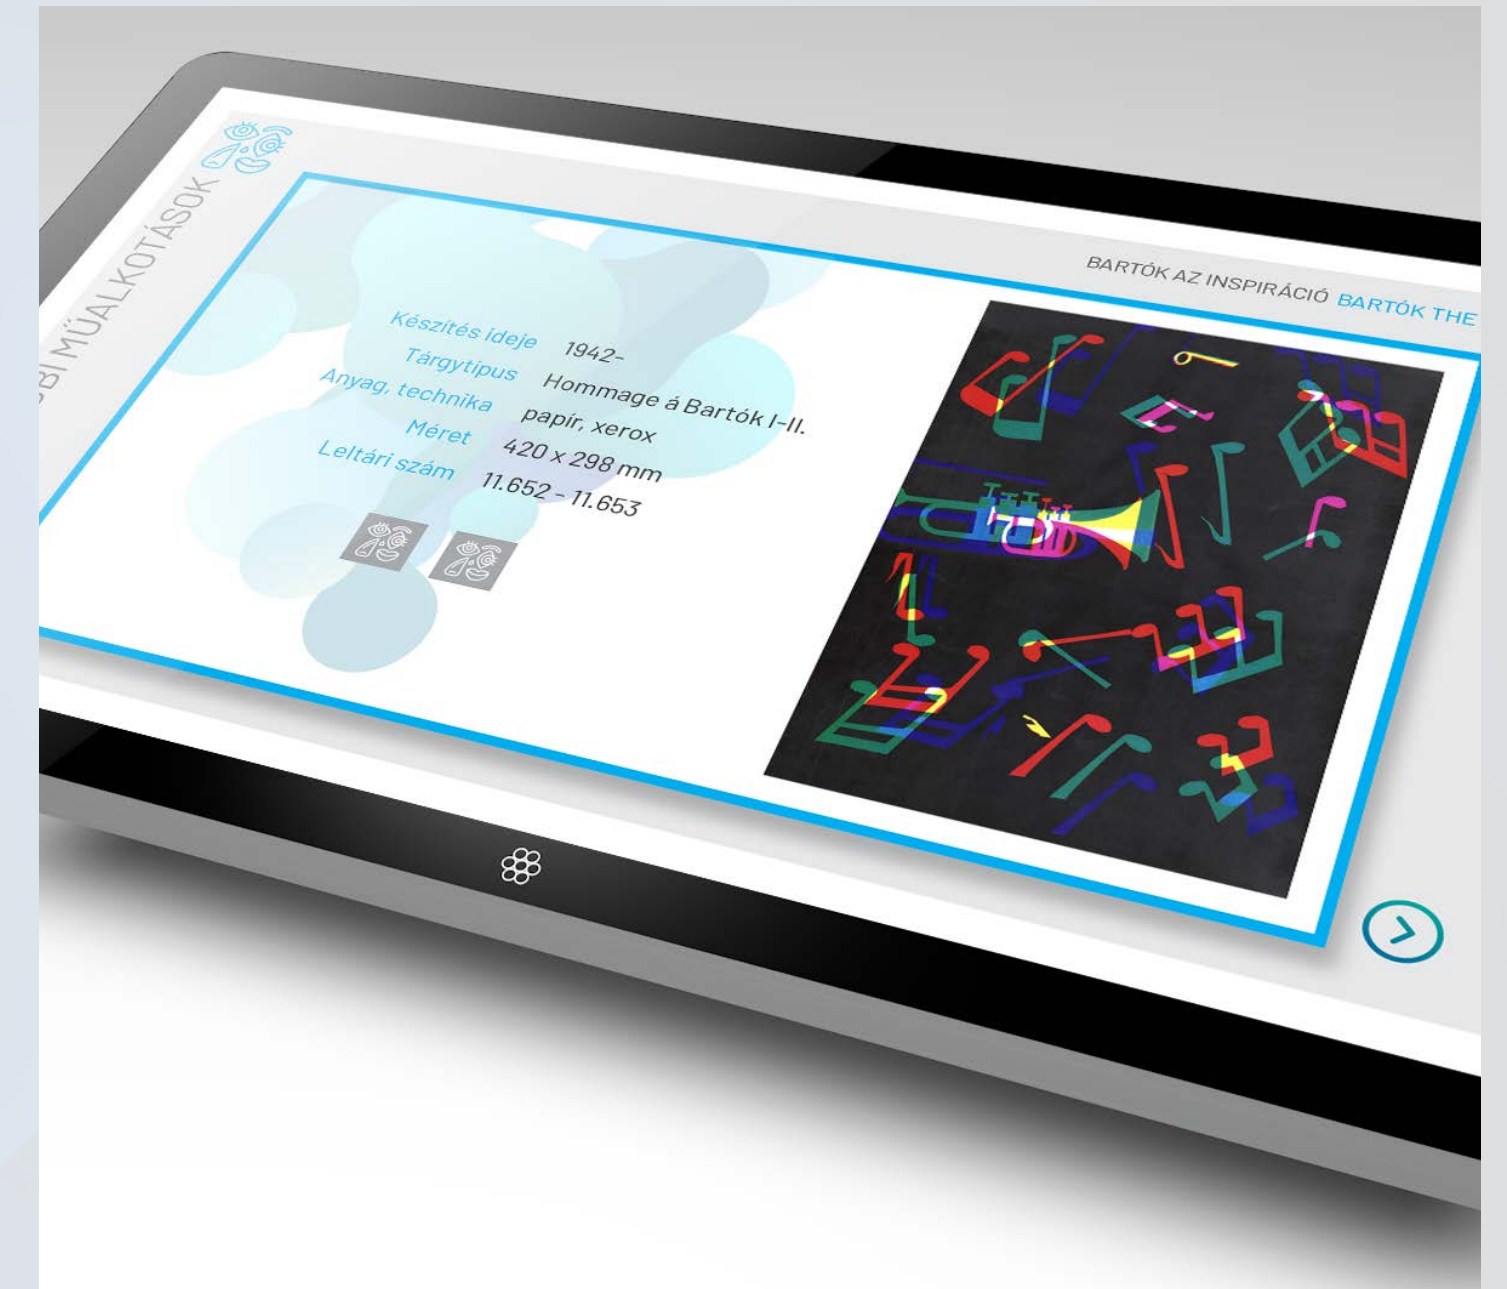 MŰALKOTÁSOK
BARTÓK AZ INSPIRÁCIÓ BARTÓK THE
Készítés ideje 1942-
Tárgytípus Hommage á Bartók I-II.
Anyag, technika papír, xerox
Méret 420 x 298 mm
Leltári szám 11.652 - 11.653